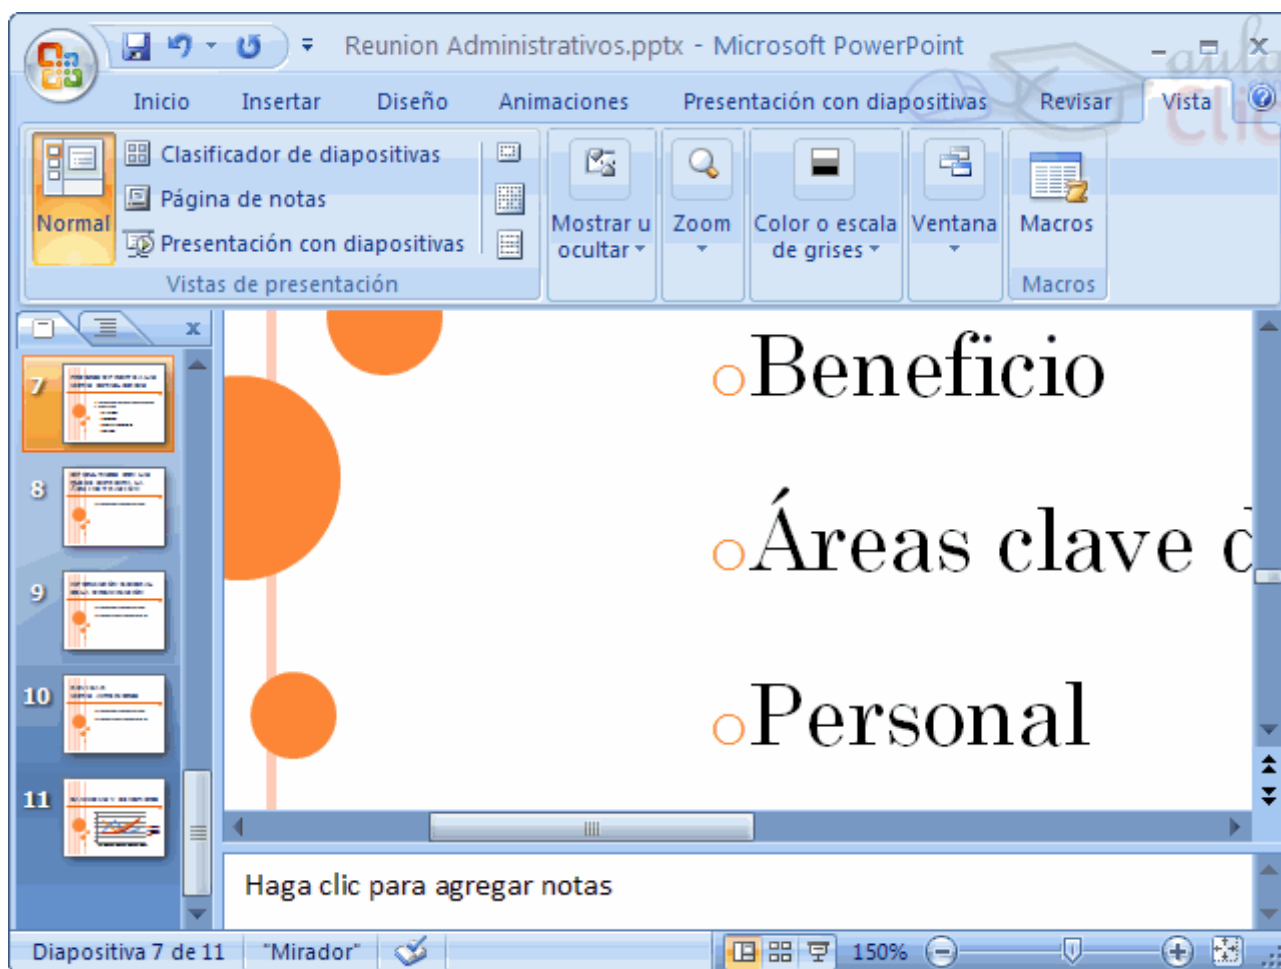 Reunion Administrativos.pptx - Microsoft PowerPoint
aula
Clic
Inicio Insertar Diseño Animaciones Presentación con diapositivas Revisar Vista
Normal
Clasificador de diapositivas
Página de notas
Presentación con diapositivas
Mostrar u ocultar
Zoom
Color o escala de grises
Ventana
Macros
Vistas de presentación
Macros
7
8
9
10
11
Beneficio
Áreas clave d
Personal
Haga clic para agregar notas
Diapositiva 7 de 11 "Mirador" 150%